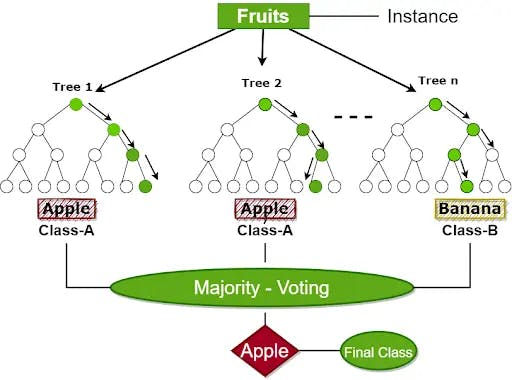 Fruits
Instance
Tree 1
Tree 2
Tree n
Apple
Apple
Banana
Class-A
Class-A
Class-B
Majority - Voting
Apple
Final Class